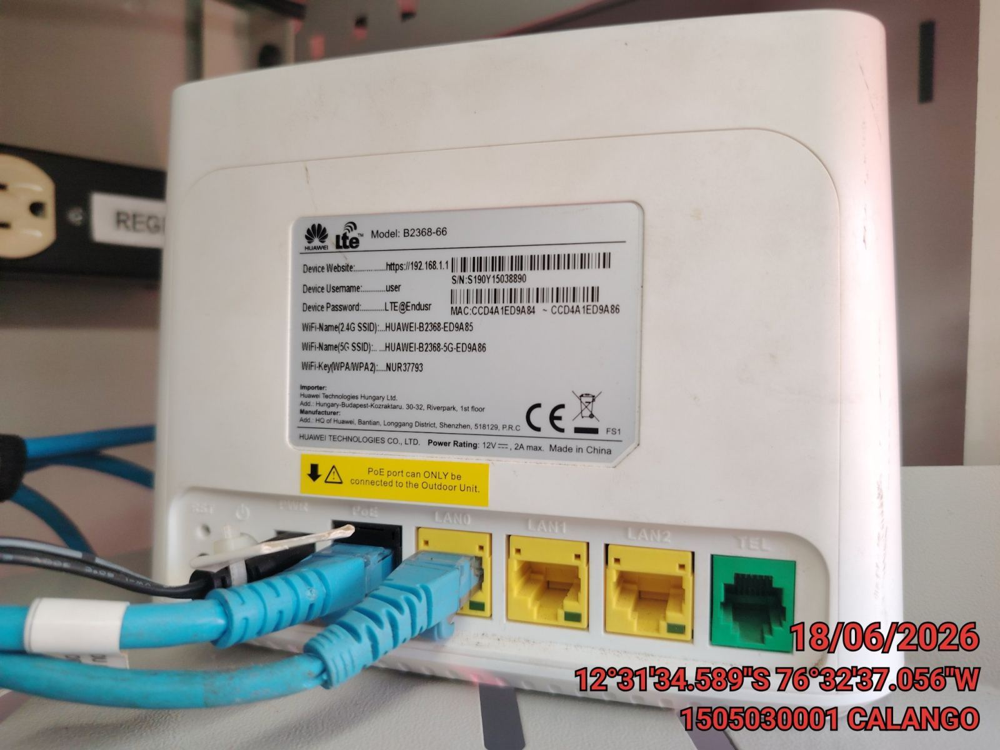 REGI
HUAWEI
Lte™
Model: B2368-66
Device Website:..............https://192.168.1.1
S/N:S190Y15038890
Device Username:...........user
Device Password:..........LTE@Endusr
MAC:CCD4A1ED9A84 ~ CCD4A1ED9A86
WiFi-Name(2.4G SSID):...HUAWEI-B2368-ED9A85
WiFi-Name(5G SSID):.. ...HUAWEI-B2368-5G-ED9A86
WiFi-Key(WPA/WPA2):....NUR37793
Importer:
Huawei Technologies Hungary Ltd.
Add.: Hungary-Budapest-Kozraktaru. 30-32, Riverpark, 1st floor
Manufacturer:
Add.: HQ of Huawei, Bantian, Longgang District, Shenzhen, 518129, P.R.C
CE
FS1
HUAWEI TECHNOLOGIES CO., LTD. Power Rating: 12V⎓, 2A max. Made in China
PoE port can ONLY be
connected to the Outdoor Unit.
RST
PWR
PoE
LAN0
LAN1
LAN2
TEL
18/06/2026
12°31'34.589"S 76°32'37.056"W
1505030001 CALANGO